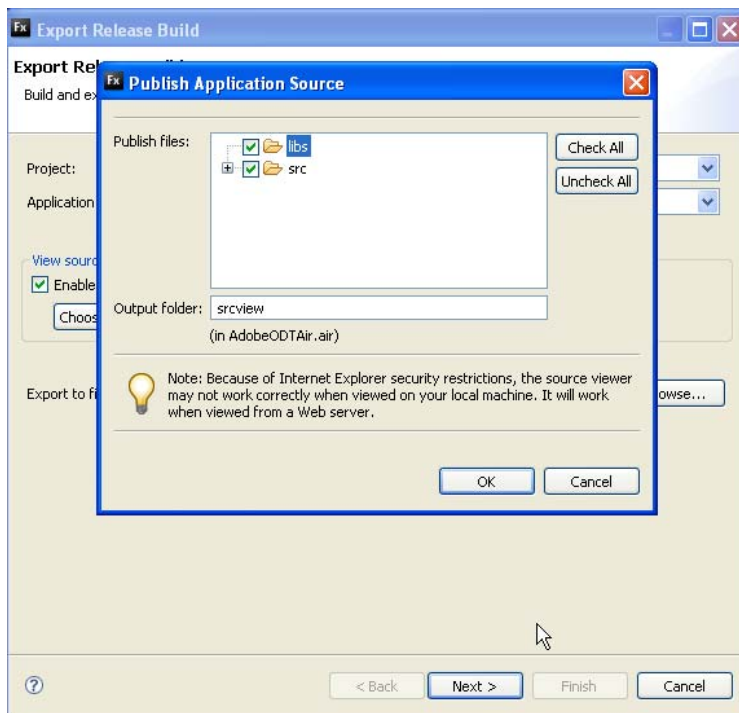 Fx Export Release Build
Export Rel
Build and ex
Project:
Application
View sourc
Enable
Choos
Export to fi
owse...
Fx Publish Application Source
Publish files:
libs
src
Check All
Uncheck All
Output folder: srcview
(in AdobeODTAir.air)
Note: Because of Internet Explorer security restrictions, the source viewer
may not work correctly when viewed on your local machine. It will work
when viewed from a Web server.
OK Cancel
? < Back Next > Finish Cancel